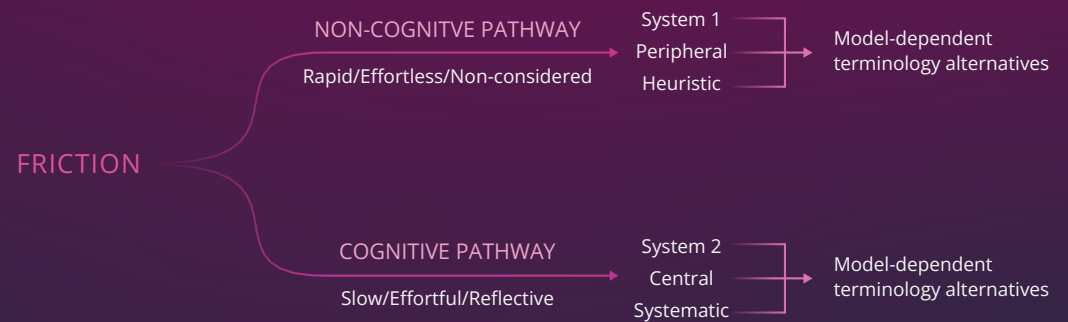 FRICTION
NON-COGNITVE PATHWAY
Rapid/Effortless/Non-considered
System 1
Peripheral
Heuristic
Model-dependent
terminology alternatives
COGNITIVE PATHWAY
Slow/Effortful/Reflective
System 2
Central
Systematic
Model-dependent
terminology alternatives